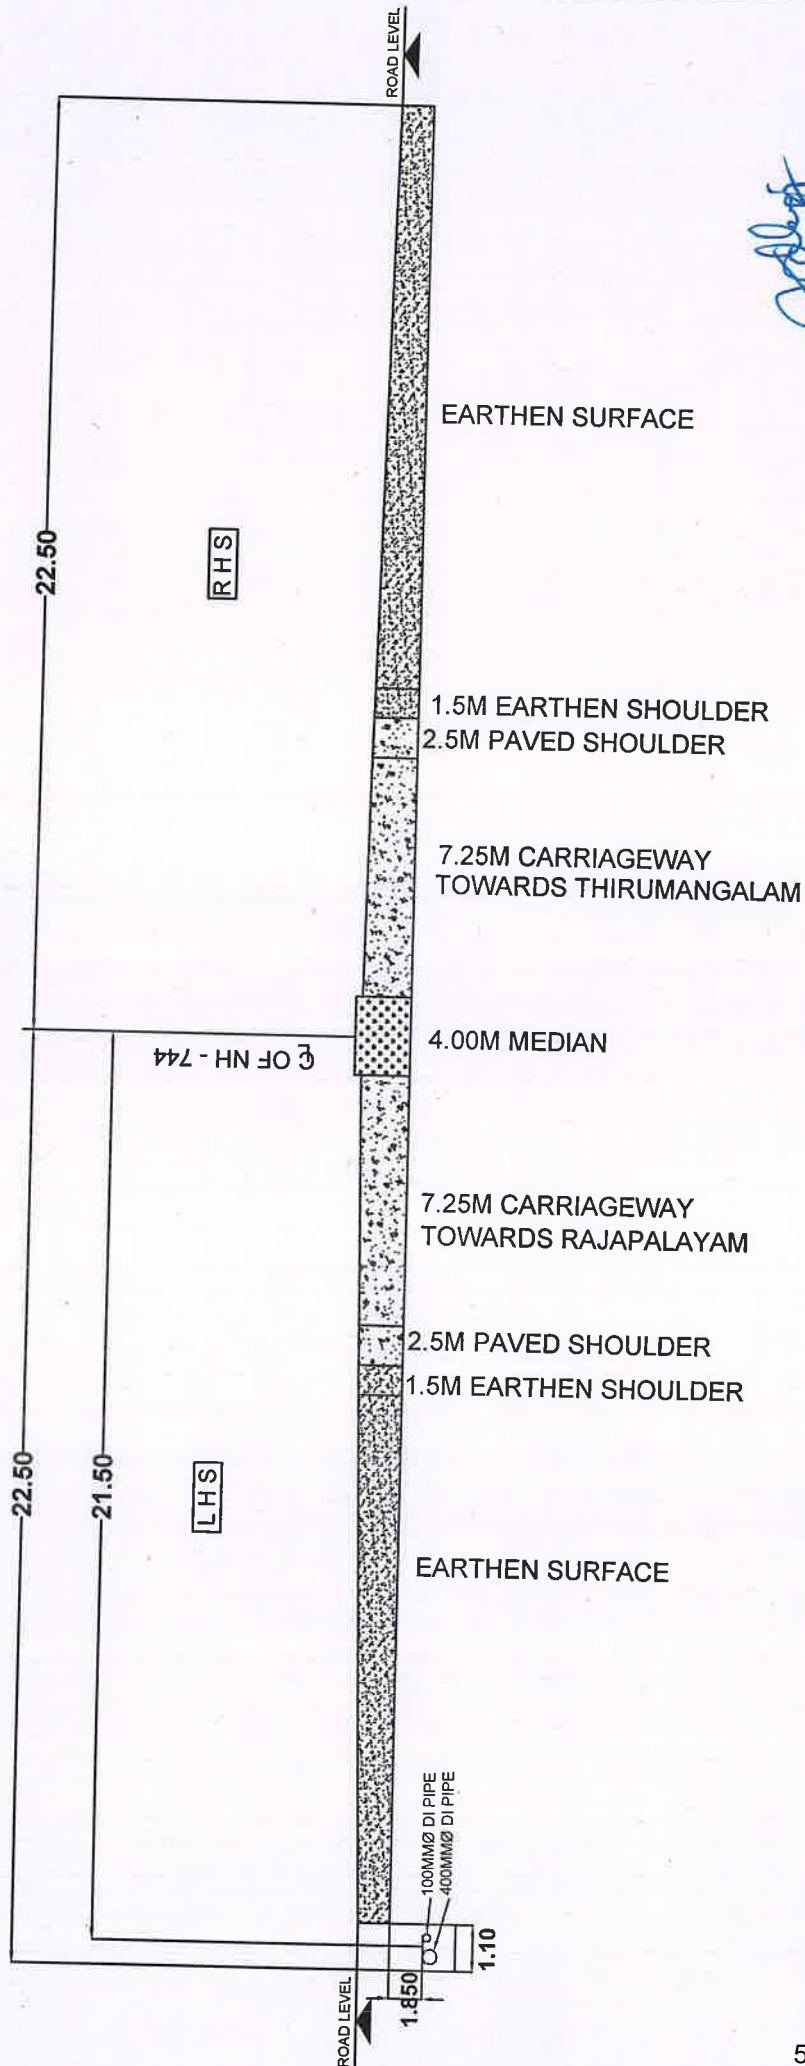 ROAD LEVEL
22.50
RHS
EARTHEN SURFACE
1.5M EARTHEN SHOULDER
2.5M PAVED SHOULDER
7.25M CARRIAGEWAY
TOWARDS THIRUMANGALAM
℄ OF NH - 744
4.00M MEDIAN
7.25M CARRIAGEWAY
TOWARDS RAJAPALAYAM
2.5M PAVED SHOULDER
1.5M EARTHEN SHOULDER
22.50
21.50
LHS
EARTHEN SURFACE
100MMØ DI PIPE
400MMØ DI PIPE
1.10
1.850
ROAD LEVEL
5